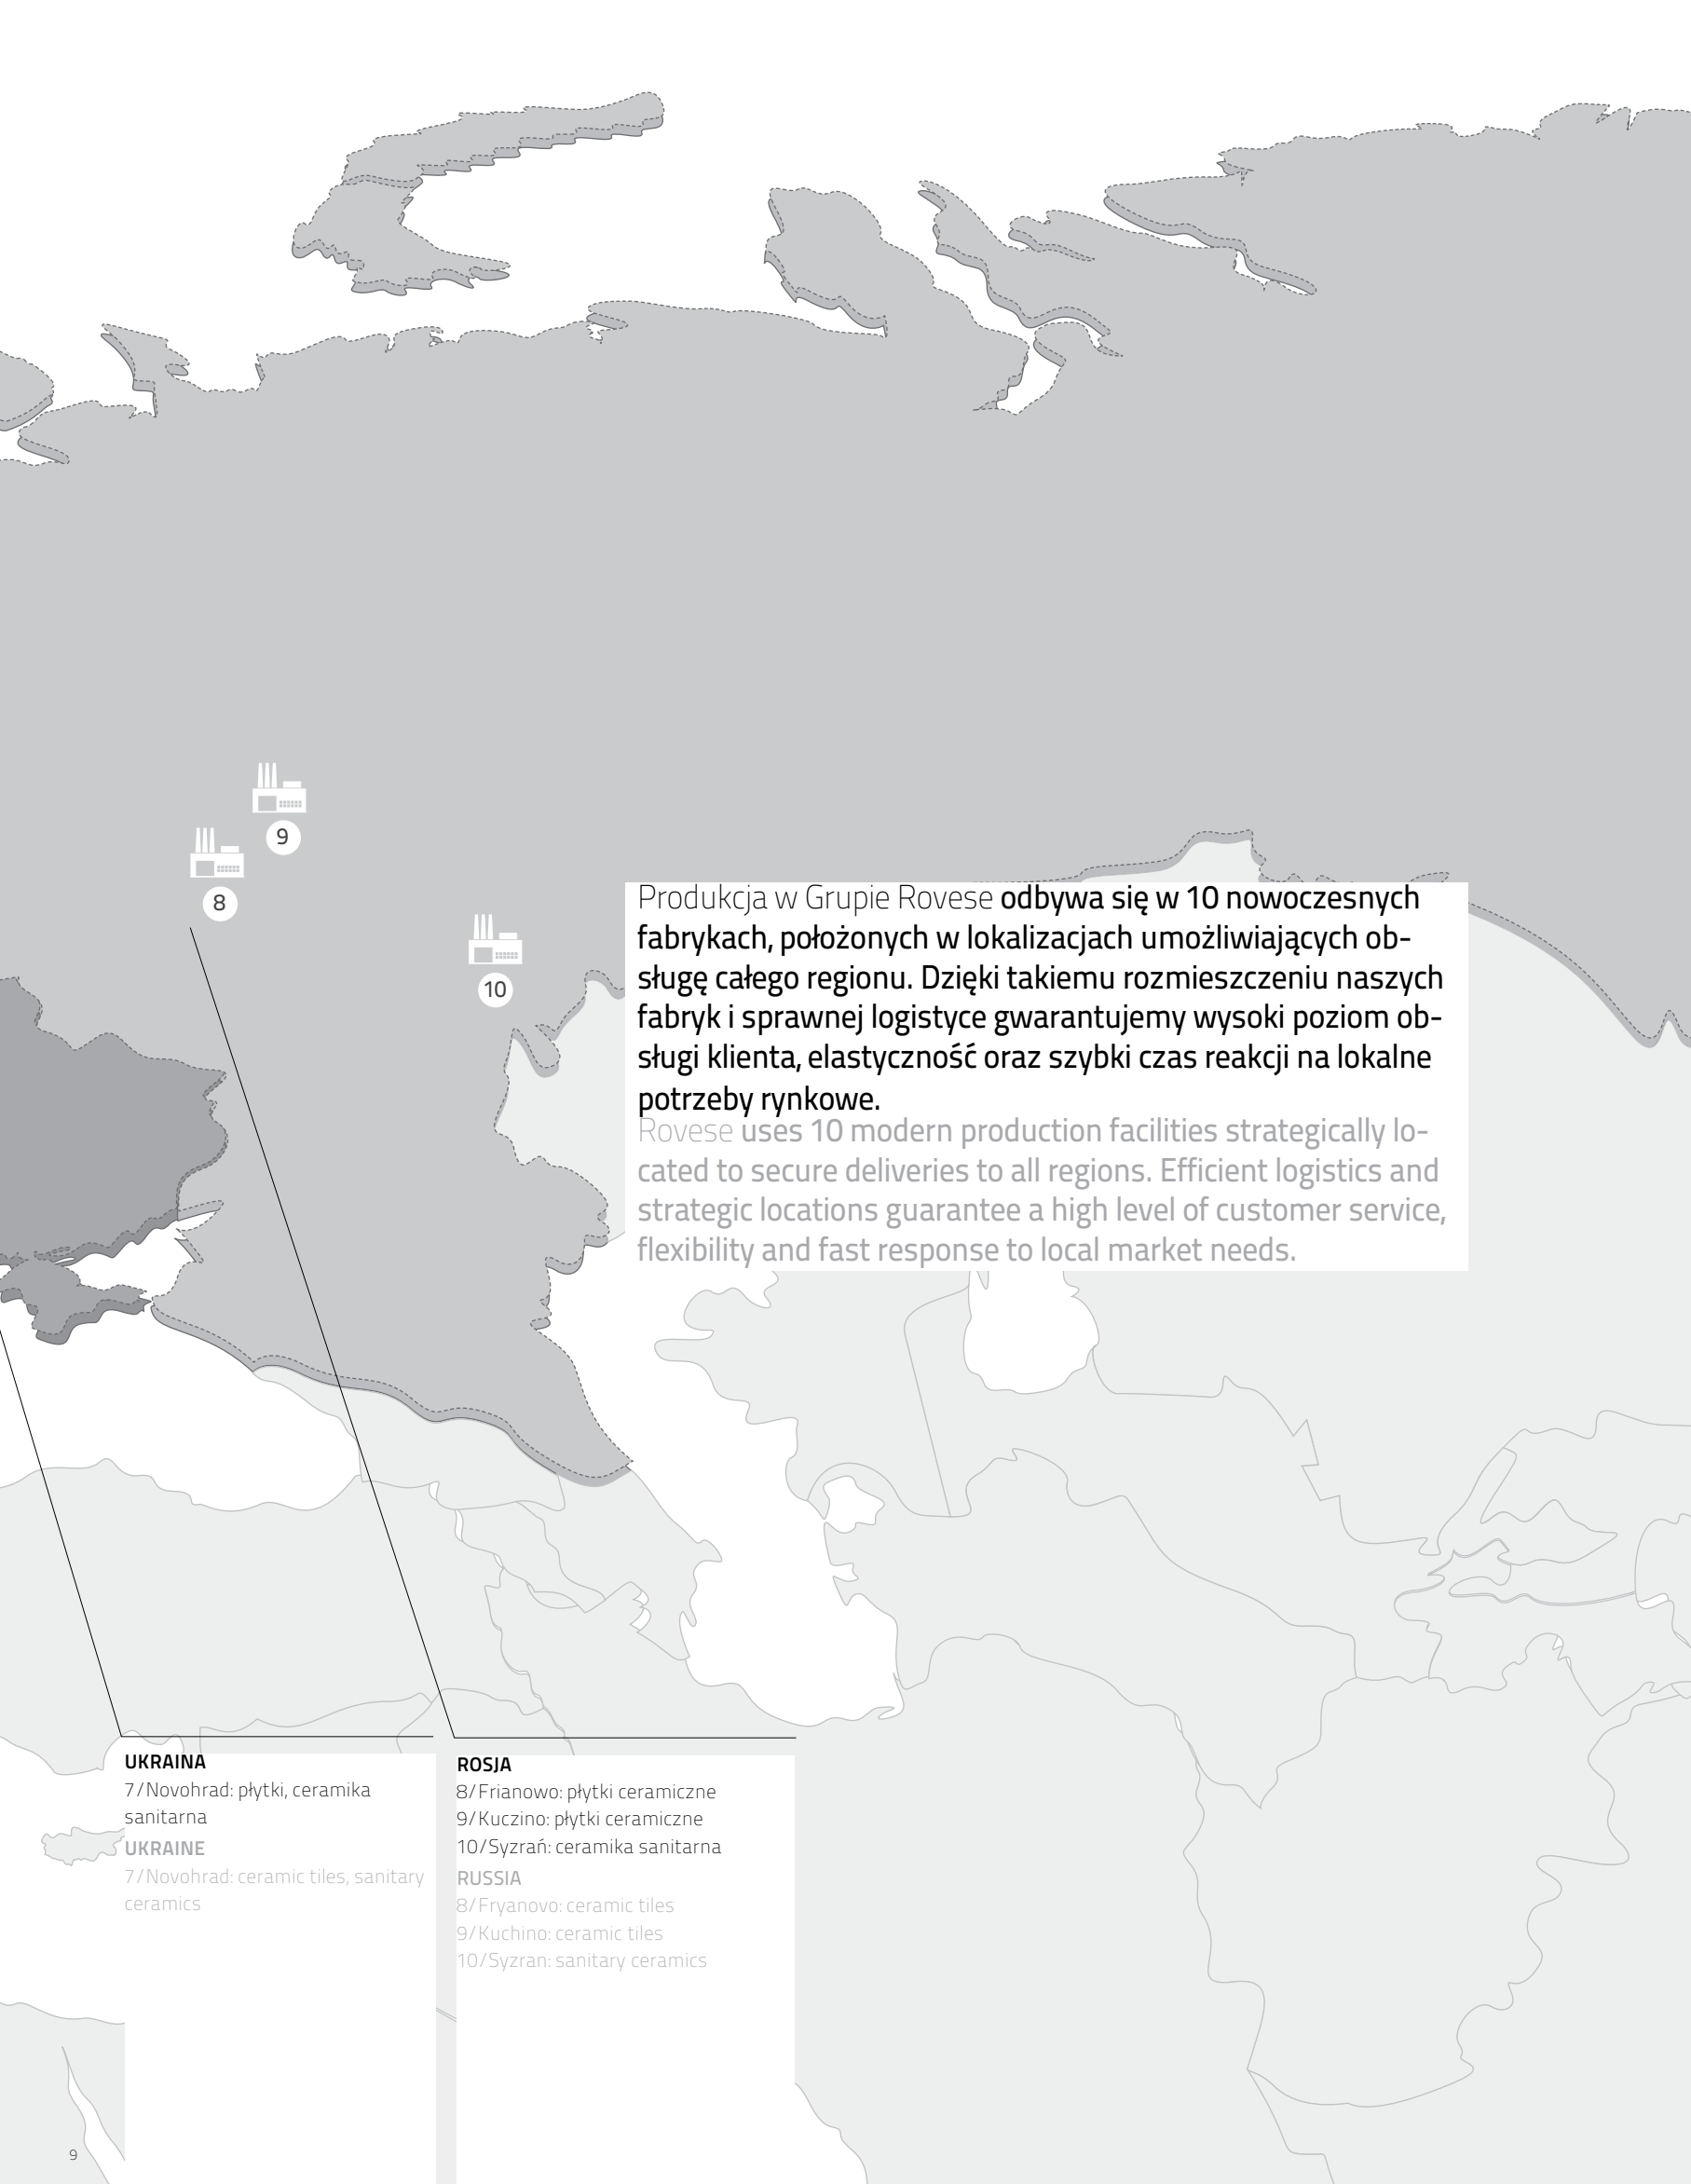 9
8
10
Produkcja w Grupie Rovese odbywa się w 10 nowoczesnych
fabrykach, położonych w lokalizacjach umożliwiających ob-
sługę całego regionu. Dzięki takiemu rozmieszczeniu naszych
fabryk i sprawnej logistyce gwarantujemy wysoki poziom ob-
sługi klienta, elastyczność oraz szybki czas reakcji na lokalne
potrzeby rynkowe.
Rovese uses 10 modern production facilities strategically lo-
cated to secure deliveries to all regions. Efficient logistics and
strategic locations guarantee a high level of customer service,
flexibility and fast response to local market needs.
UKRAINA
7/Novohrad: płytki, ceramika
sanitarna
UKRAINE
7/Novohrad: ceramic tiles, sanitary
ceramics
ROSJA
8/Frianowo: płytki ceramiczne
9/Kuczino: płytki ceramiczne
10/Syzrań: ceramika sanitarna
RUSSIA
8/Fryanovo: ceramic tiles
9/Kuchino: ceramic tiles
10/Syzran: sanitary ceramics
9